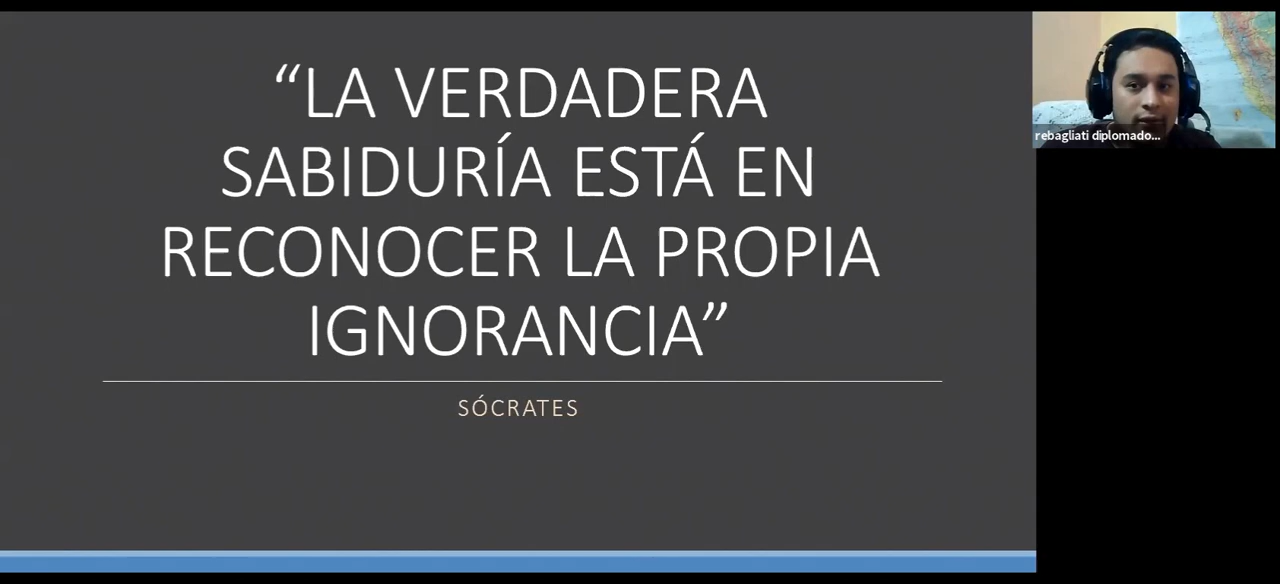 “LA VERDADERA
SABIDURÍA ESTÁ EN
RECONOCER LA PROPIA
IGNORANCIA”
SÓCRATES
rebagliati diplomado...